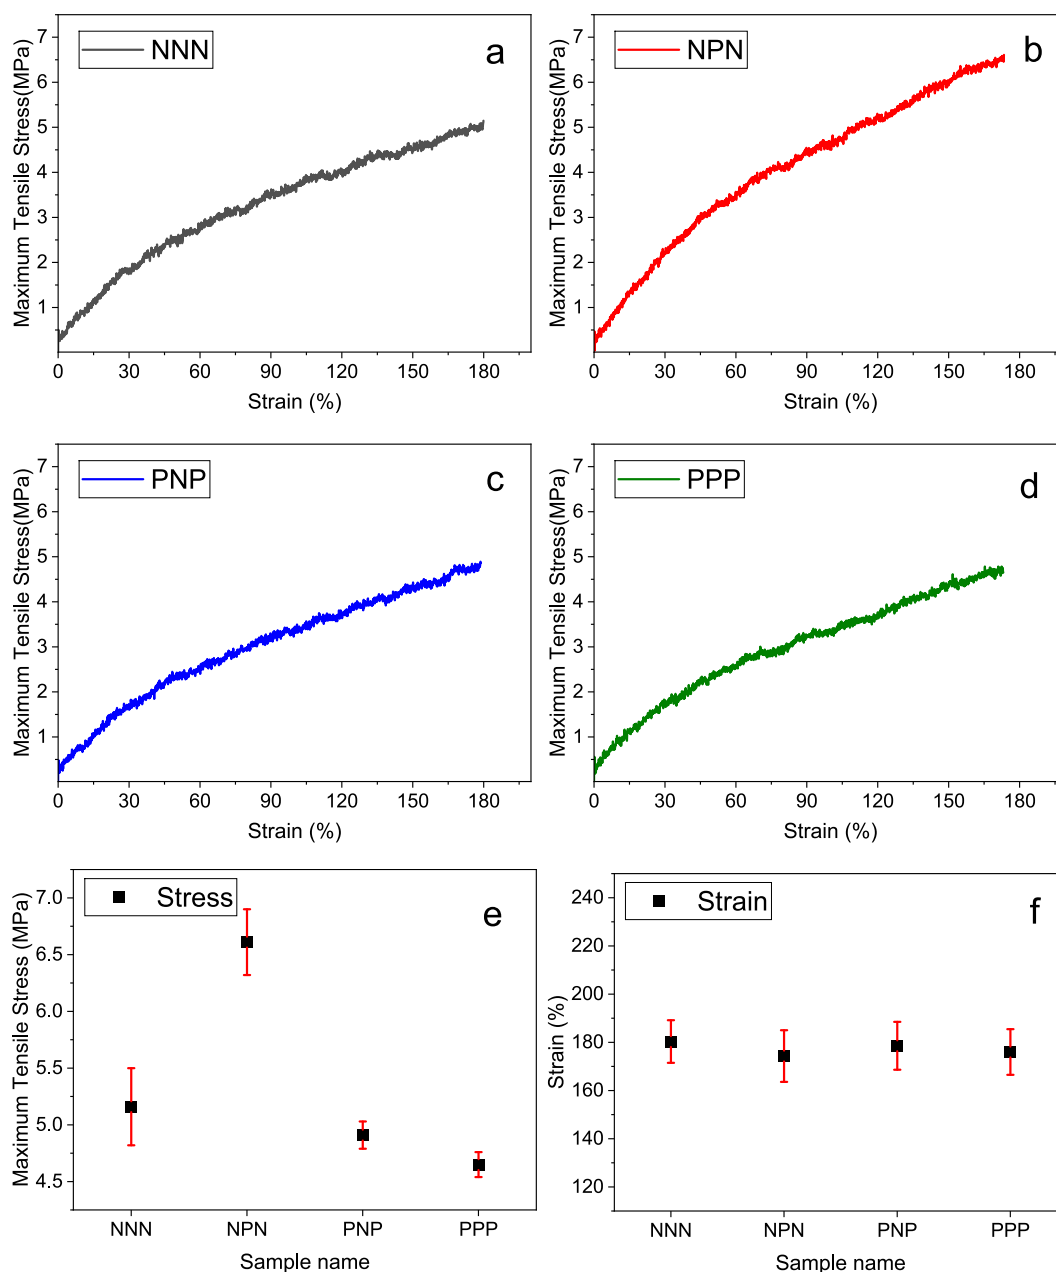 NNN
a
Maximum Tensile Stress(MPa)
7
6
5
4
3
2
1
0 30 60 90 120 150 180
Strain (%)
NPN
b
Maximum Tensile Stress(MPa)
7
6
5
4
3
2
1
0 30 60 90 120 150 180
Strain (%)
PNP
c
Maximum Tensile Stress(MPa)
7
6
5
4
3
2
1
0 30 60 90 120 150 180
Strain (%)
PPP
d
Maximum Tensile Stress(MPa)
7
6
5
4
3
2
1
0 30 60 90 120 150 180
Strain (%)
Stress
e
Maximum Tensile Stress (MPa)
7.0
6.5
6.0
5.5
5.0
4.5
NNN NPN PNP PPP
Sample name
Strain
f
Strain (%)
240
220
200
180
160
140
120
NNN NPN PNP PPP
Sample name